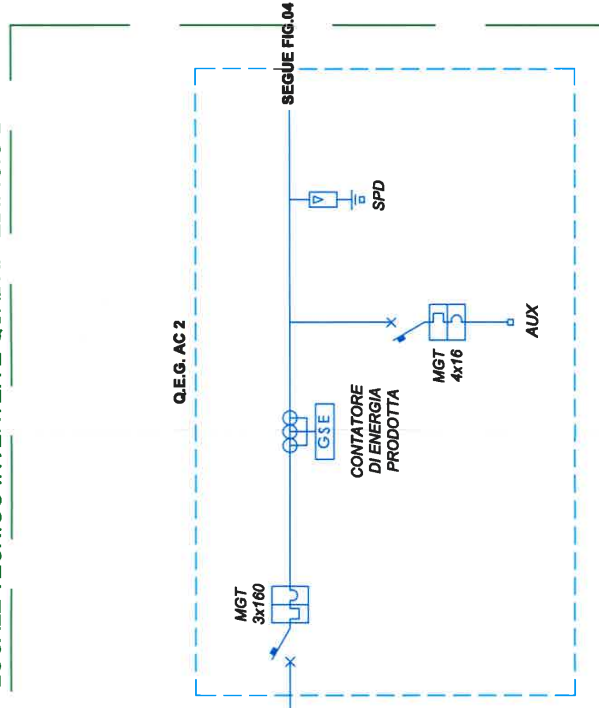 Q.E.G. AC 2
SEGUE FIG.04
SPD
MGT
4x16
AUX
GSE
CONTATORE
DI ENERGIA
PRODOTTA
MGT
3x160